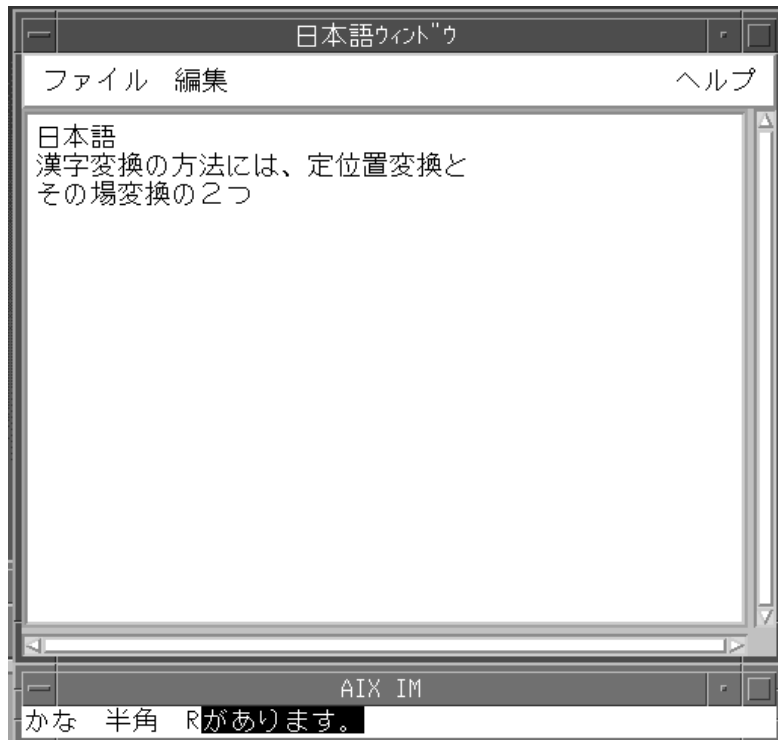 日本語ｳｨﾝﾄﾞｳ
ファイル 編集 ヘルプ
日本語
漢字変換の方法には、定位置変換と
その場変換の２つ
AIX IM
かな 半角 Rがあります。